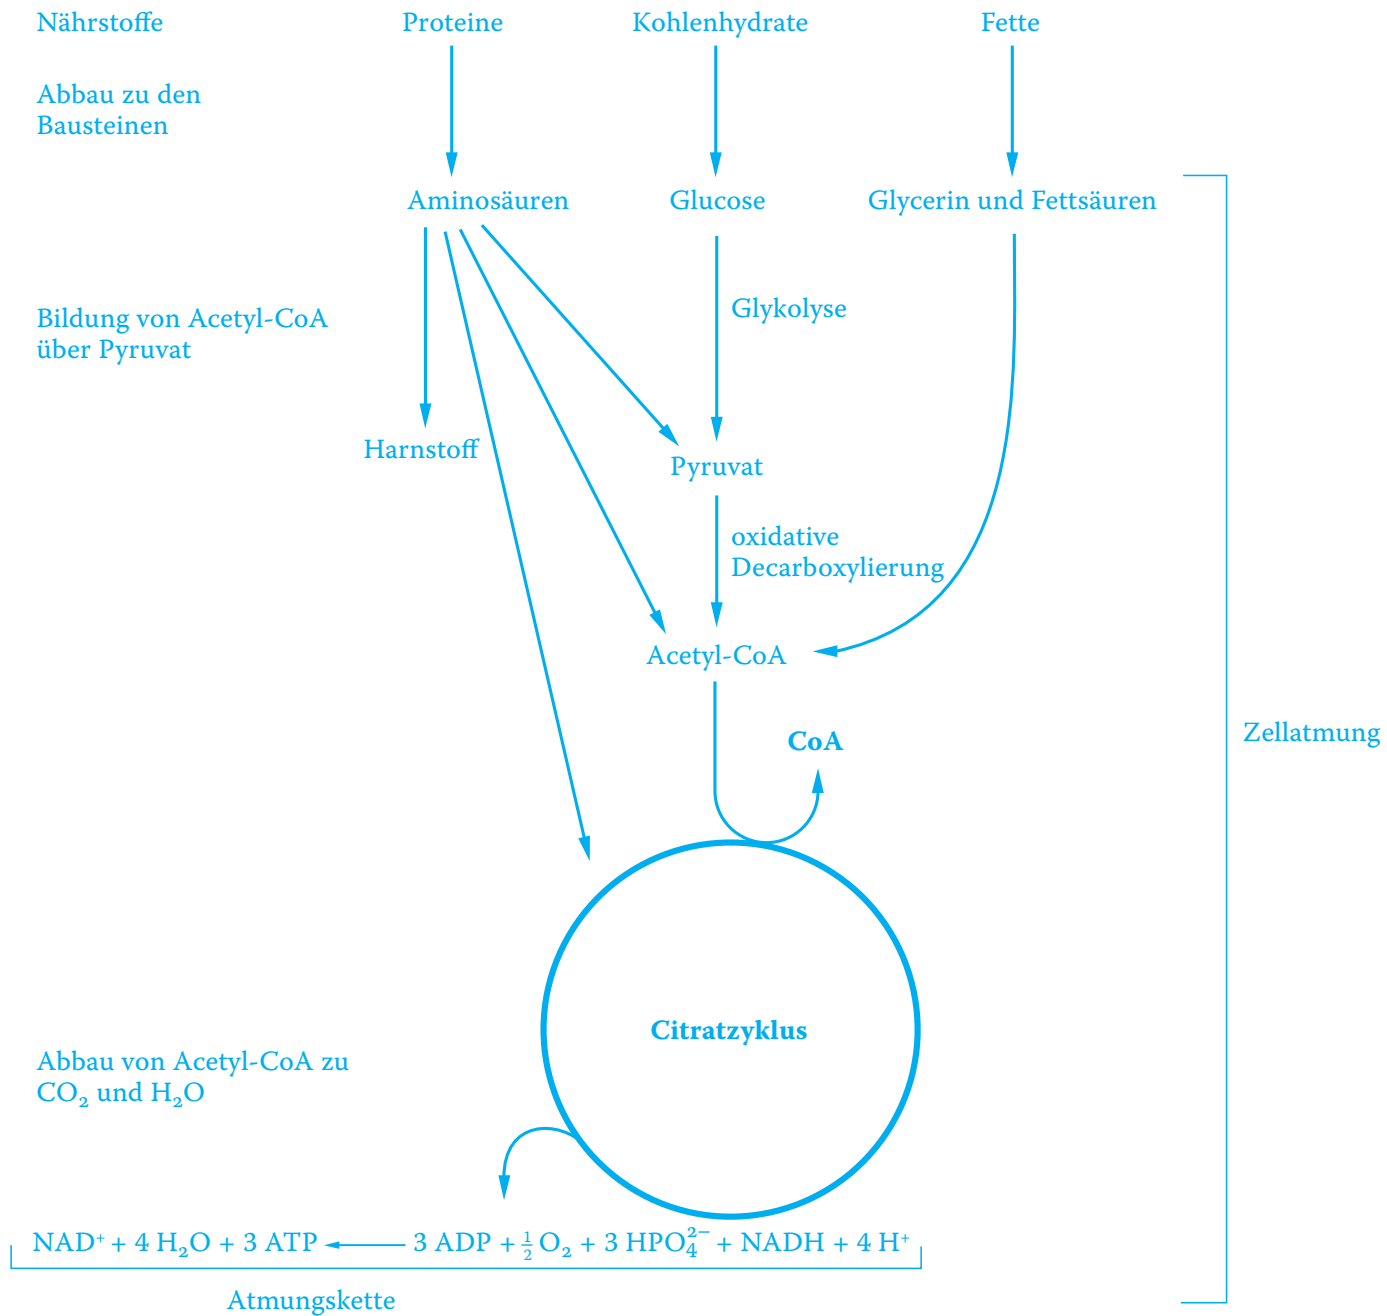 Nährstoffe
Proteine
Kohlenhydrate
Fette
Abbau zu den
Bausteinen
Aminosäuren
Glucose
Glycerin und Fettsäuren
Glykolyse
Bildung von Acetyl-CoA
über Pyruvat
Harnstoff
Pyruvat
oxidative
Decarboxylierung
Acetyl-CoA
CoA
Zellatmung
Citratzyklus
Abbau von Acetyl-CoA zu
CO₂ und H₂O
NAD⁺ + 4 H₂O + 3 ATP ← 3 ADP + ½ O₂ + 3 HPO₄²⁻ + NADH + 4 H⁺
Atmungskette